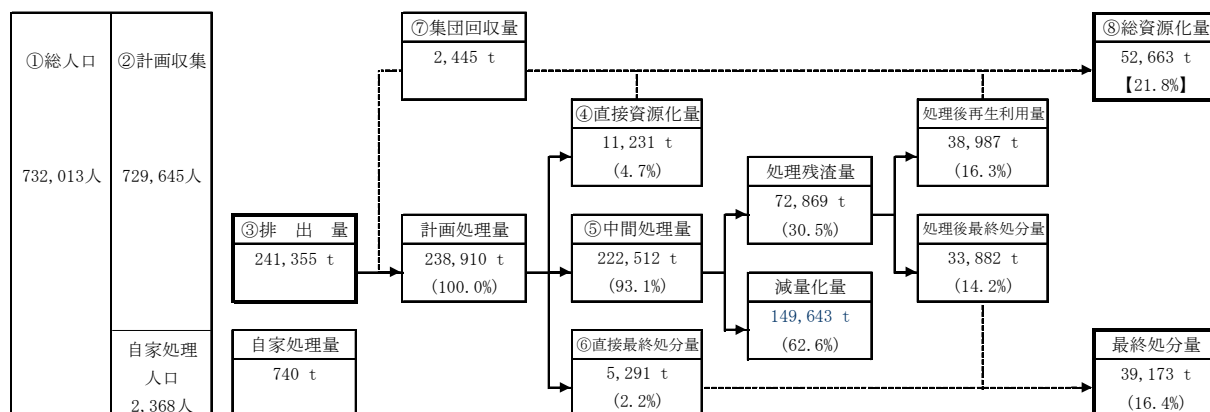 ①総人口
732,013人
②計画収集
729,645人
自家処理
人口
2,368人
③排　出　量
241,355 t
自家処理量
740 t
⑦集団回収量
2,445 t
計画処理量
238,910 t
(100.0%)
④直接資源化量
11,231 t
(4.7%)
⑤中間処理量
222,512 t
(93.1%)
⑥直接最終処分量
5,291 t
(2.2%)
処理残渣量
72,869 t
(30.5%)
減量化量
149,643 t
(62.6%)
処理後再生利用量
38,987 t
(16.3%)
処理後最終処分量
33,882 t
(14.2%)
⑧総資源化量
52,663 t
【21.8%】
最終処分量
39,173 t
(16.4%)